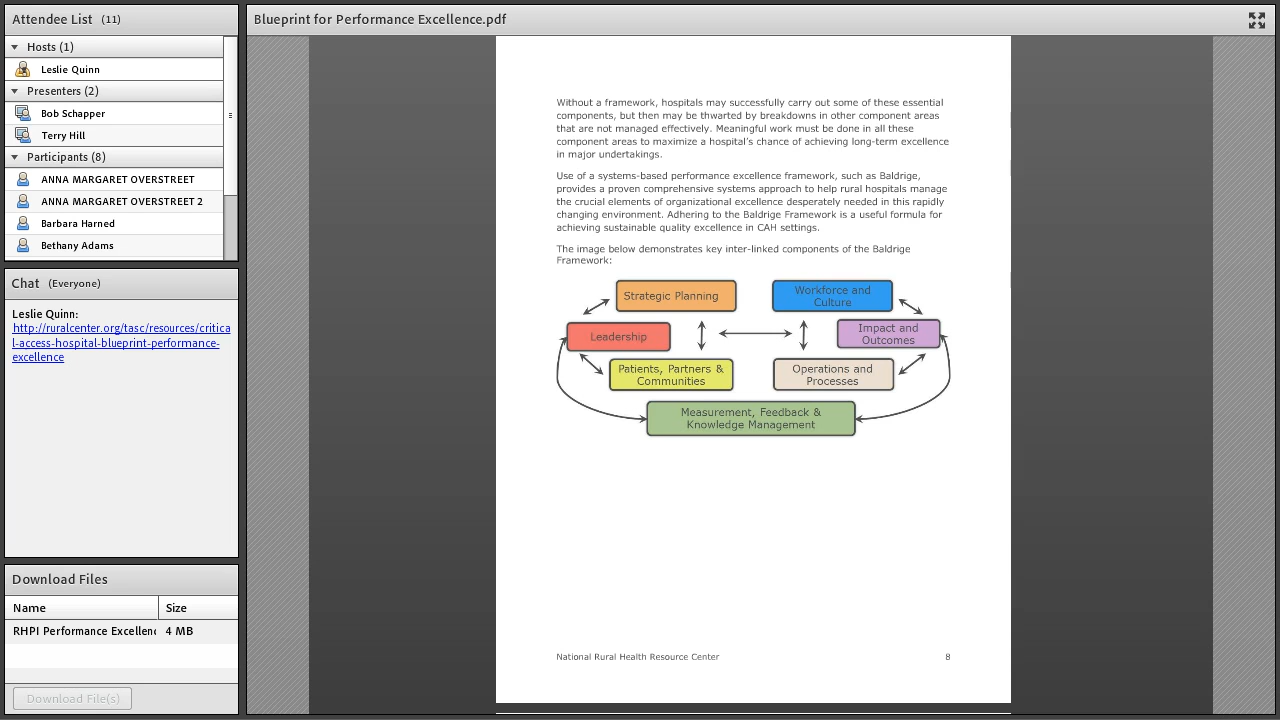 Attendee List (11)
Hosts (1)
Leslie Quinn
Presenters (2)
Bob Schapper
Terry Hill
Participants (8)
ANNA MARGARET OVERSTREET
ANNA MARGARET OVERSTREET 2
Barbara Harned
Bethany Adams
Chat (Everyone)
Leslie Quinn:
http://ruralcenter.org/tasc/resources/critica
l-access-hospital-blueprint-performance-
excellence
Download Files
Name Size
RHPI Performance Excellenc 4 MB
Download File(s)
Blueprint for Performance Excellence.pdf
Without a framework, hospitals may successfully carry out some of these essential
components, but then may be thwarted by breakdowns in other component areas
that are not managed effectively. Meaningful work must be done in all these
component areas to maximize a hospital's chance of achieving long-term excellence
in major undertakings.
Use of a systems-based performance excellence framework, such as Baldrige,
provides a proven comprehensive systems approach to help rural hospitals manage
the crucial elements of organizational excellence desperately needed in this rapidly
changing environment. Adhering to the Baldrige Framework is a useful formula for
achieving sustainable quality excellence in CAH settings.
The image below demonstrates key inter-linked components of the Baldrige
Framework:
Strategic Planning
Workforce and
Culture
Leadership
Impact and
Outcomes
Patients, Partners &
Communities
Operations and
Processes
Measurement, Feedback &
Knowledge Management
National Rural Health Resource Center 8